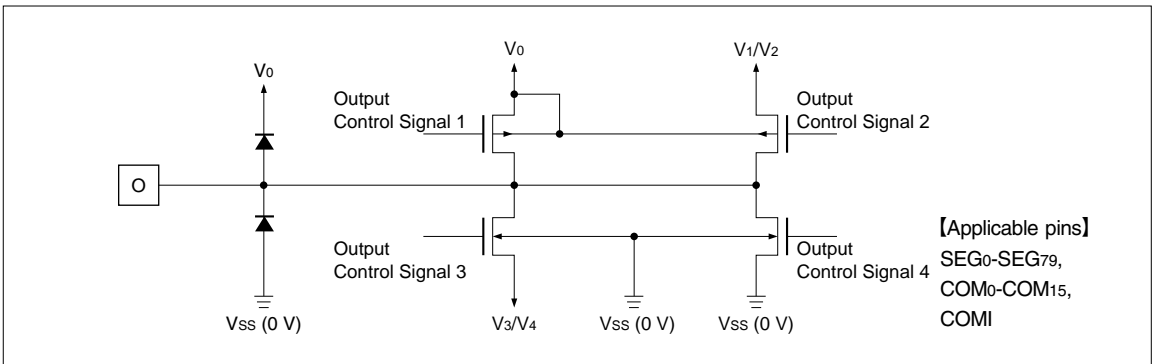 V0
V0
V1/V2
Output
Control Signal 1
Output
Control Signal 2
O
Output
Control Signal 3
Output
Control Signal 4
VSS (0 V)
V3/V4
VSS (0 V)
VSS (0 V)
【Applicable pins】
SEG0-SEG79,
COM0-COM15,
COMI